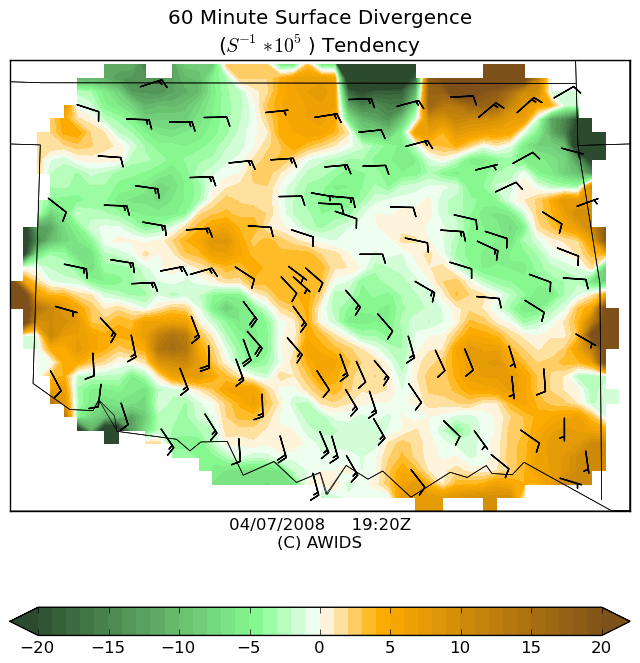 60 Minute Surface Divergence
(S⁻¹ *10⁵ ) Tendency
04/07/2008 19:20Z
(C) AWIDS
−20 −15 −10 −5 0 5 10 15 20